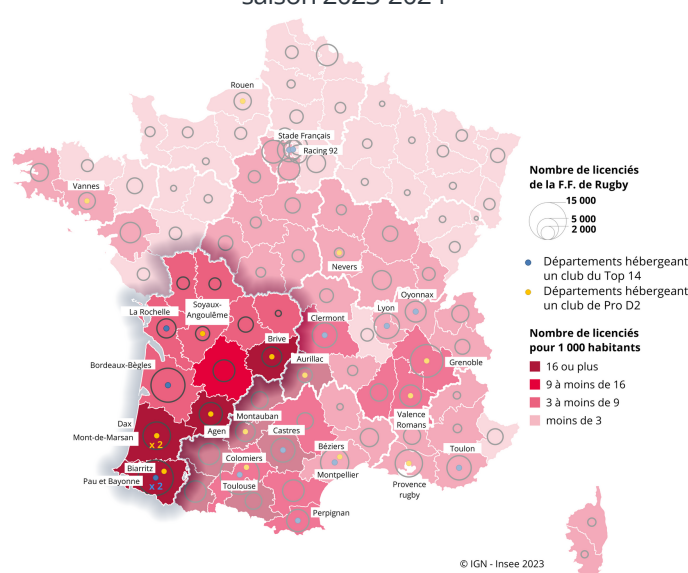 saison 2023-2024
Rouen
Stade Français
Racing 92
Vannes
Nevers
La Rochelle
Soyaux-
Angoulême
Clermont
Lyon
Oyonnax
Brive
Aurillac
Bordeaux-Bègles
Grenoble
Dax
Mont-de-Marsan
x 2
Agen
Montauban
Castres
Valence
Romans
Béziers
Montpellier
Toulon
Biarritz
Pau et Bayonne
x 2
Colomiers
Toulouse
Provence
rugby
Perpignan
Nombre de licenciés
de la F.F. de Rugby
15 000
5 000
2 000
Départements hébergeant
un club du Top 14
Départements hébergeant
un club de Pro D2
Nombre de licenciés
pour 1 000 habitants
16 ou plus
9 à moins de 16
3 à moins de 9
moins de 3
© IGN - Insee 2023